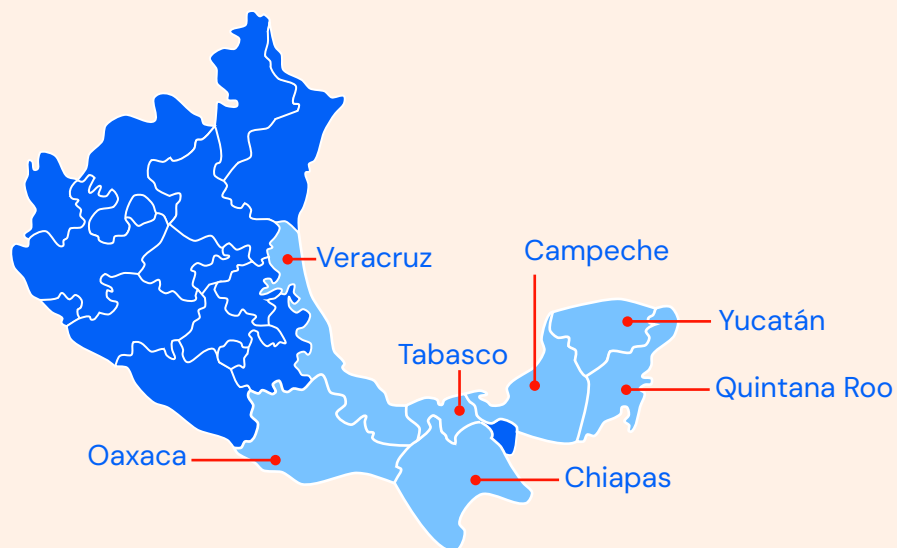 Veracruz
Campeche
Yucatán
Tabasco
Quintana Roo
Oaxaca
Chiapas